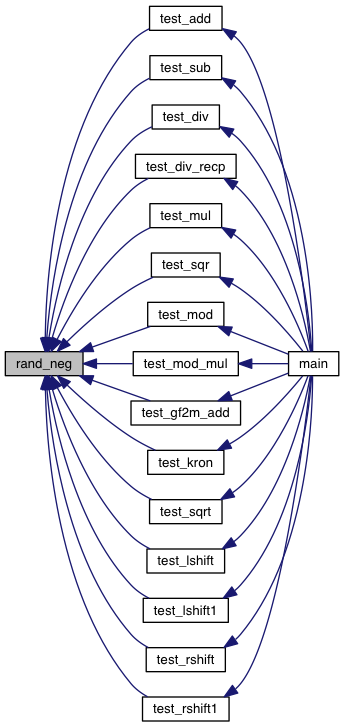 test_add
test_sub
test_div
test_div_recp
test_mul
test_sqr
test_mod
rand_neg
test_mod_mul
main
test_gf2m_add
test_kron
test_sqrt
test_lshift
test_lshift1
test_rshift
test_rshift1